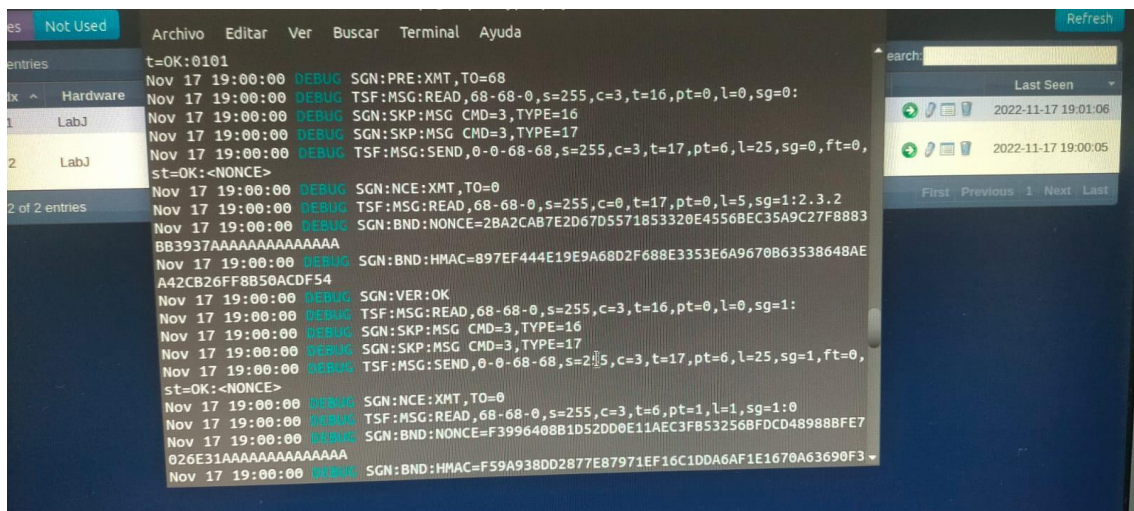 es Not Used
Refresh
entries
earch:
Idx Hardware
Last Seen
1 LabJ
2022-11-17 19:01:06
2 LabJ
2022-11-17 19:00:05
2 of 2 entries
First Previous 1 Next Last
Archivo Editar Ver Buscar Terminal Ayuda
t=OK:0101
Nov 17 19:00:00 DEBUG SGN:PRE:XMT,TO=68
Nov 17 19:00:00 DEBUG TSF:MSG:READ,68-68-0,s=255,c=3,t=16,pt=0,l=0,sg=0:
Nov 17 19:00:00 DEBUG SGN:SKP:MSG CMD=3,TYPE=16
Nov 17 19:00:00 DEBUG SGN:SKP:MSG CMD=3,TYPE=17
Nov 17 19:00:00 DEBUG TSF:MSG:SEND,0-0-68-68,s=255,c=3,t=17,pt=6,l=25,sg=0,ft=0,
st=OK:<NONCE>
Nov 17 19:00:00 DEBUG SGN:NCE:XMT,TO=0
Nov 17 19:00:00 DEBUG TSF:MSG:READ,68-68-0,s=255,c=0,t=17,pt=0,l=5,sg=1:2.3.2
Nov 17 19:00:00 DEBUG SGN:BND:NONCE=2BA2CAB7E2D67D5571853320E4556BEC35A9C27F8883
BB3937AAAAAAAAAAAAAA
Nov 17 19:00:00 DEBUG SGN:BND:HMAC=897EF444E19E9A68D2F688E3353E6A9670B63538648AE
A42CB26FF8B50ACDF54
Nov 17 19:00:00 DEBUG SGN:VER:OK
Nov 17 19:00:00 DEBUG TSF:MSG:READ,68-68-0,s=255,c=3,t=16,pt=0,l=0,sg=1:
Nov 17 19:00:00 DEBUG SGN:SKP:MSG CMD=3,TYPE=16
Nov 17 19:00:00 DEBUG SGN:SKP:MSG CMD=3,TYPE=17
Nov 17 19:00:00 DEBUG TSF:MSG:SEND,0-0-68-68,s=255,c=3,t=17,pt=6,l=25,sg=1,ft=0,
st=OK:<NONCE>
Nov 17 19:00:00 DEBUG SGN:NCE:XMT,TO=0
Nov 17 19:00:00 DEBUG TSF:MSG:READ,68-68-0,s=255,c=3,t=6,pt=1,l=1,sg=1:0
Nov 17 19:00:00 DEBUG SGN:BND:NONCE=F3996408B1D52DD0E11AEC3FB53256BFDCD48988BFE7
026E31AAAAAAAAAAAAAA
Nov 17 19:00:00 DEBUG SGN:BND:HMAC=F59A938DD2877E87971EF16C1DDA6AF1E1670A63690F3